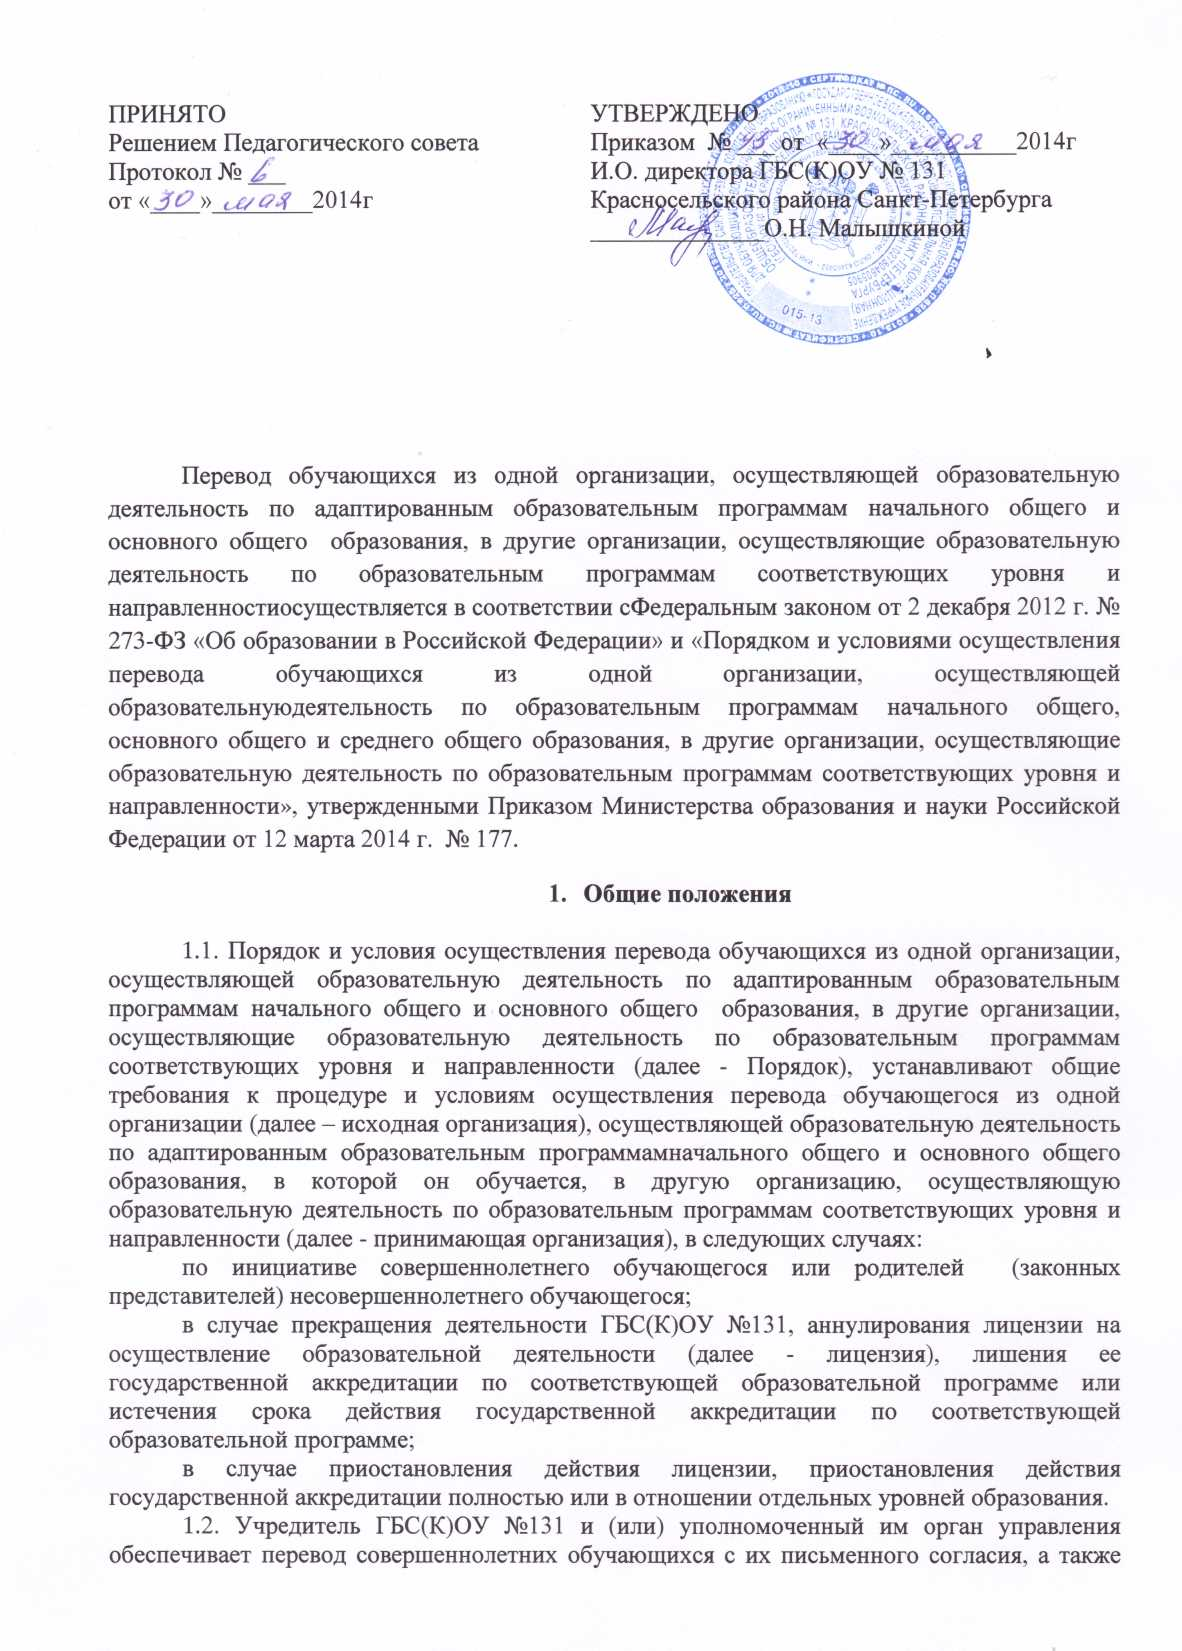 ПРИНЯТО
Решением Педагогического совета
Протокол № 6
от «30» мая 2014г
УТВЕРЖДЕНО
Приказом № от «30» мая 2014г
И.О. директора ГБС(К)ОУ № 131
Красносельского района Санкт-Петербурга
О.Н. Малышкиной
015-13
Перевод обучающихся из одной организации, осуществляющей образовательную
деятельность по адаптированным образовательным программам начального общего и
основного общего образования, в другие организации, осуществляющие образовательную
деятельность по образовательным программам соответствующих уровня и
направленностиосуществляется в соответствии сФедеральным законом от 2 декабря 2012 г. №
273-ФЗ «Об образовании в Российской Федерации» и «Порядком и условиями осуществления
перевода обучающихся из одной организации, осуществляющей
образовательнуюдеятельность по образовательным программам начального общего,
основного общего и среднего общего образования, в другие организации, осуществляющие
образовательную деятельность по образовательным программам соответствующих уровня и
направленности», утвержденными Приказом Министерства образования и науки Российской
Федерации от 12 марта 2014 г. № 177.
1. Общие положения
1.1. Порядок и условия осуществления перевода обучающихся из одной организации,
осуществляющей образовательную деятельность по адаптированным образовательным
программам начального общего и основного общего образования, в другие организации,
осуществляющие образовательную деятельность по образовательным программам
соответствующих уровня и направленности (далее - Порядок), устанавливают общие
требования к процедуре и условиям осуществления перевода обучающегося из одной
организации (далее – исходная организация), осуществляющей образовательную деятельность
по адаптированным образовательным программамначального общего и основного общего
образования, в которой он обучается, в другую организацию, осуществляющую
образовательную деятельность по образовательным программам соответствующих уровня и
направленности (далее - принимающая организация), в следующих случаях:
по инициативе совершеннолетнего обучающегося или родителей (законных
представителей) несовершеннолетнего обучающегося;
в случае прекращения деятельности ГБС(К)ОУ №131, аннулирования лицензии на
осуществление образовательной деятельности (далее - лицензия), лишения ее
государственной аккредитации по соответствующей образовательной программе или
истечения срока действия государственной аккредитации по соответствующей
образовательной программе;
в случае приостановления действия лицензии, приостановления действия
государственной аккредитации полностью или в отношении отдельных уровней образования.
1.2. Учредитель ГБС(К)ОУ №131 и (или) уполномоченный им орган управления
обеспечивает перевод совершеннолетних обучающихся с их письменного согласия, а также